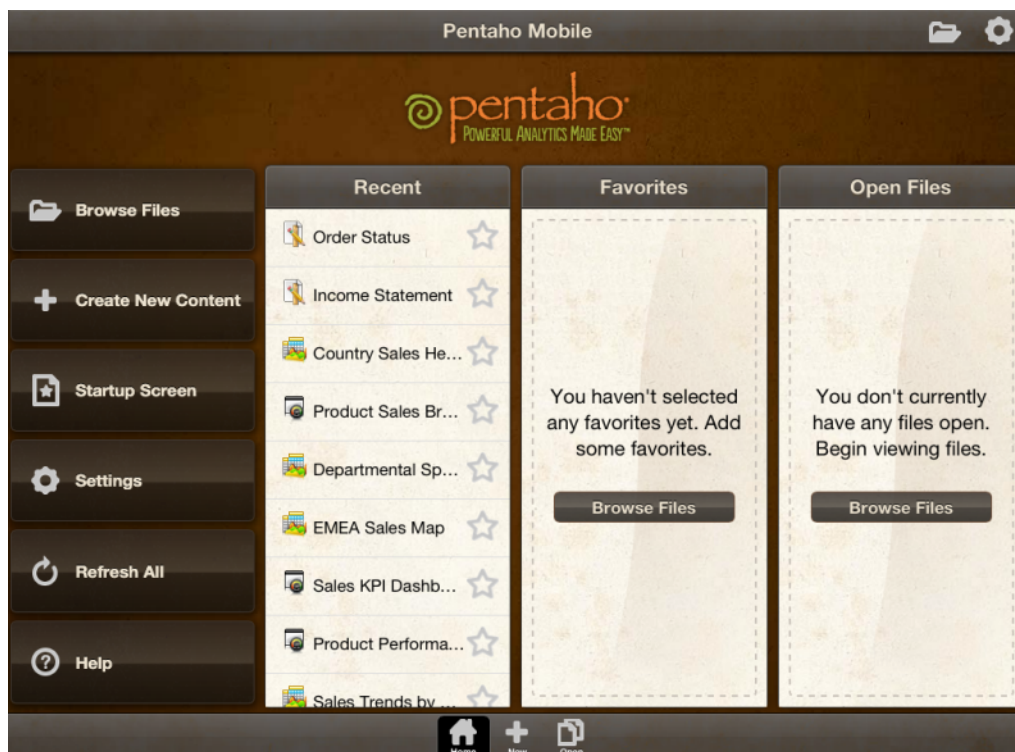 Pentaho Mobile
pentaho
POWERFUL ANALYTICS MADE EASY™
Browse Files
Create New Content
Startup Screen
Settings
Refresh All
Help
Recent
Order Status
Income Statement
Country Sales He...
Product Sales Br...
Departmental Sp...
EMEA Sales Map
Sales KPI Dashb...
Product Performa...
Sales Trends by ...
Favorites
You haven't selected
any favorites yet. Add
some favorites.
Browse Files
Open Files
You don't currently
have any files open.
Begin viewing files.
Browse Files
Home
New
Open